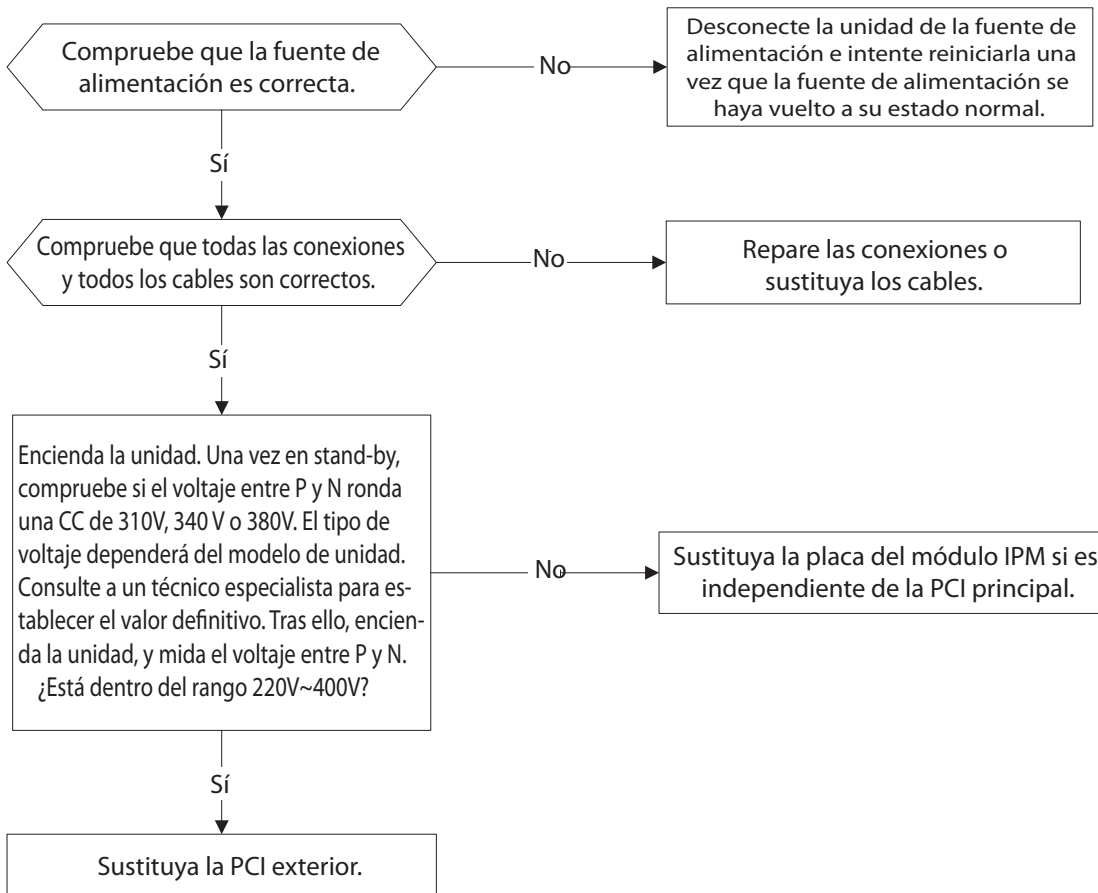 Compruebe que la fuente de
alimentación es correcta.
No
Desconecte la unidad de la fuente de
alimentación e intente reiniciarla una
vez que la fuente de alimentación se
haya vuelto a su estado normal.
Sí
Compruebe que todas las conexiones
y todos los cables son correctos.
No
Repare las conexiones o
sustituya los cables.
Sí
Encienda la unidad. Una vez en stand-by,
compruebe si el voltaje entre P y N ronda
una CC de 310V, 340 V o 380V. El tipo de
voltaje dependerá del modelo de unidad.
Consulte a un técnico especialista para es-
tablecer el valor definitivo. Tras ello, encien-
da la unidad, y mida el voltaje entre P y N.
¿Está dentro del rango 220V~400V?
No
Sustituya la placa del módulo IPM si es
independiente de la PCI principal.
Sí
Sustituya la PCI exterior.